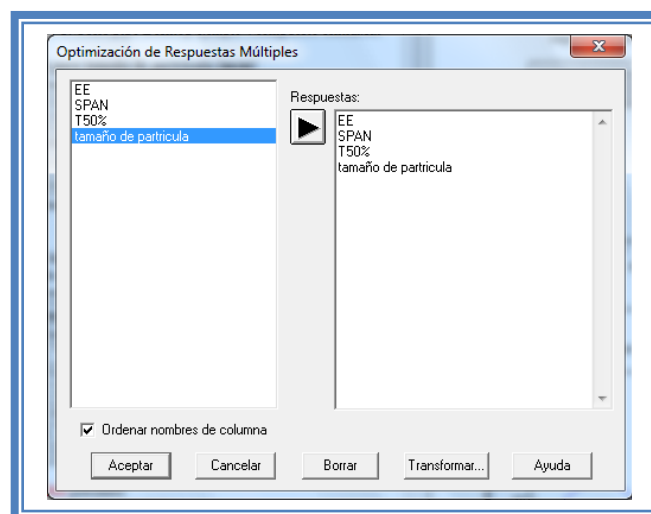 Optimización de Respuestas Múltiples
EE
SPAN
T50%
tamaño de partricula
Respuestas:
EE
SPAN
T50%
tamaño de partricula
Ordenar nombres de columna
Aceptar
Cancelar
Borrar
Transformar...
Ayuda